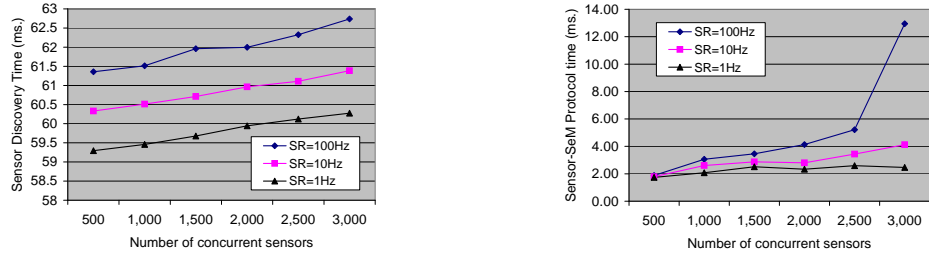 Sensor Discovery Time (ms.)
63
62.5
62
61.5
61
60.5
60
59.5
59
58.5
58
SR=100Hz
SR=10Hz
SR=1Hz
500 1,000 1,500 2,000 2,500 3,000
Number of concurrent sensors
Sensor-SeM Protocol time (ms.)
14.00
12.00
10.00
8.00
6.00
4.00
2.00
0.00
SR=100Hz
SR=10Hz
SR=1Hz
500 1,000 1,500 2,000 2,500 3,000
Number of concurrent sensors